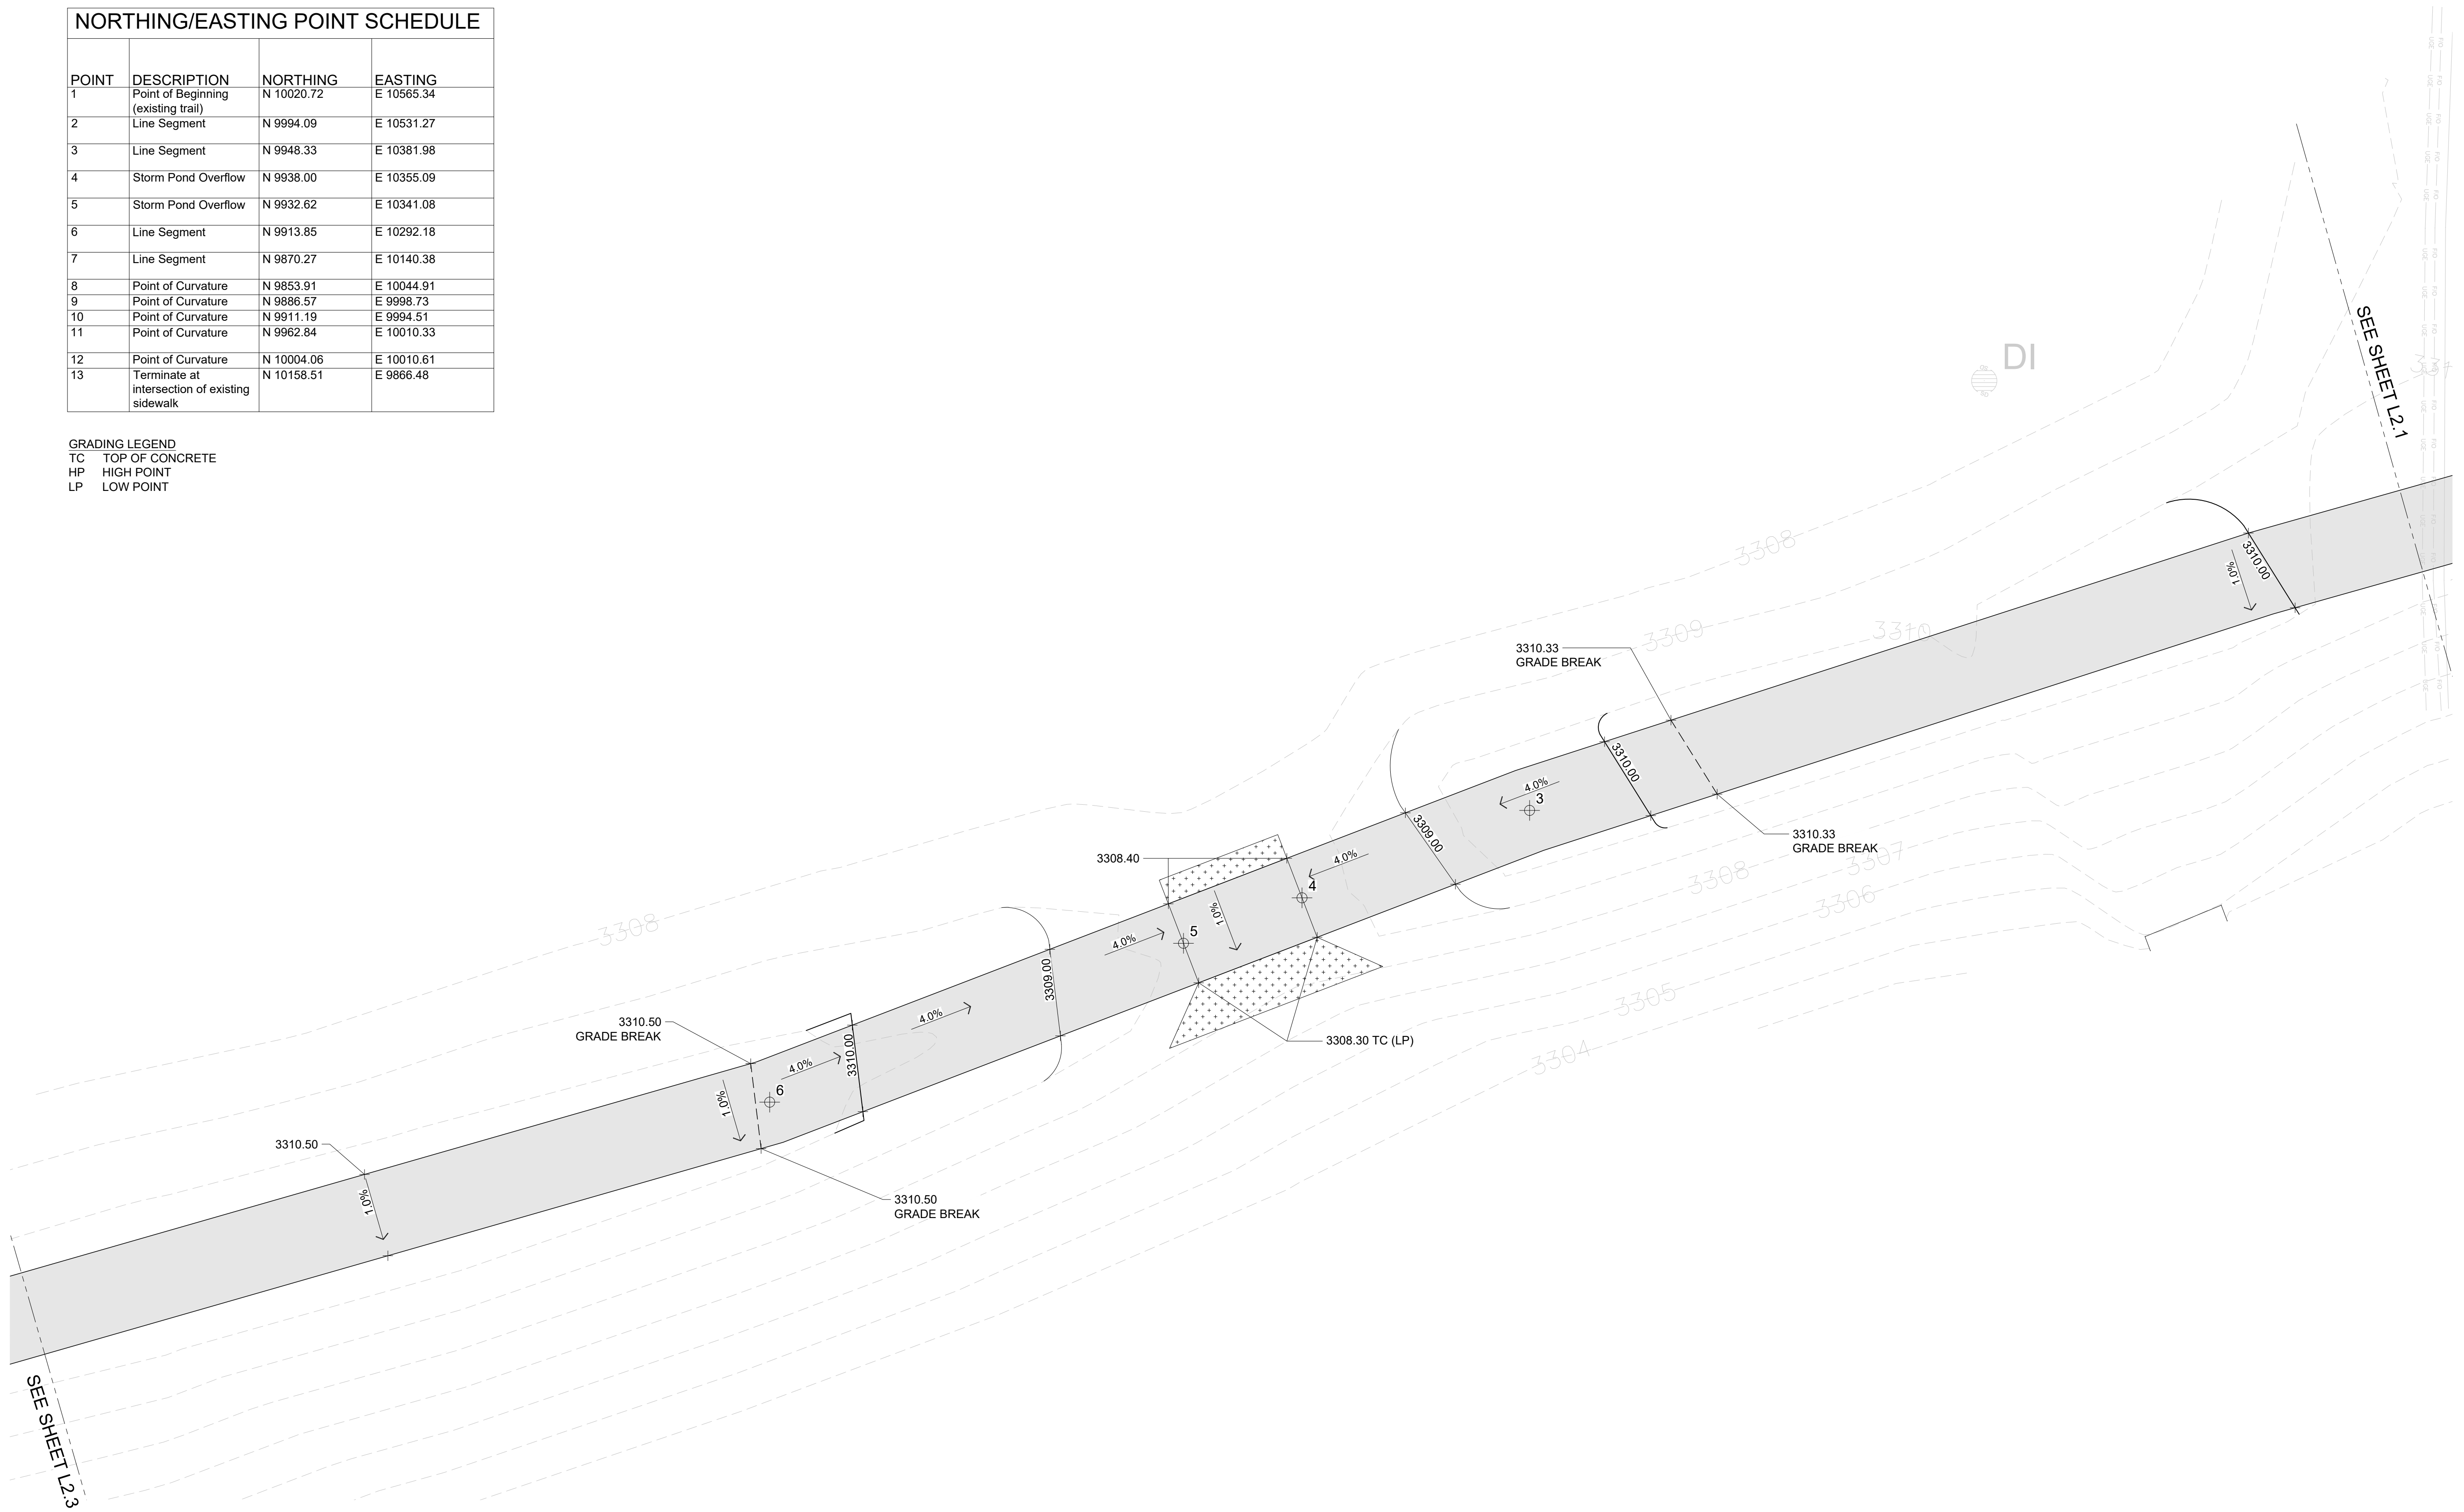 NORTHING/EASTING POINT SCHEDULE
POINT DESCRIPTION NORTHING EASTING
1 Point of Beginning N 10020.72 E 10565.34
(existing trail)
2 Line Segment N 9994.09 E 10531.27
3 Line Segment N 9948.33 E 10381.98
4 Storm Pond Overflow N 9938.00 E 10355.09
5 Storm Pond Overflow N 9932.62 E 10341.08
6 Line Segment N 9913.85 E 10292.18
7 Line Segment N 9870.27 E 10140.38
8 Point of Curvature N 9853.91 E 10044.91
9 Point of Curvature N 9886.57 E 9998.73
10 Point of Curvature N 9911.19 E 9994.51
11 Point of Curvature N 9962.84 E 10010.33
12 Point of Curvature N 10004.06 E 10010.61
13 Terminate at N 10158.51 E 9866.48
intersection of existing
sidewalk
GRADING LEGEND
TC TOP OF CONCRETE
HP HIGH POINT
LP LOW POINT
SEE SHEET L2.1
DI
3308
3309
3310
3310.00
1.0%
3310.33
GRADE BREAK
3310.00
4.0%
3
3309.00
3310.33
GRADE BREAK
3308.40
4.0%
4
1.0%
5
4.0%
3308
3307
3306
3305
3304
3308
3309.00
3308.30 TC (LP)
4.0%
3310.50
GRADE BREAK
3310.00
4.0%
6
1.0%
3310.50
1.0%
3310.50
GRADE BREAK
SEE SHEET L2.3